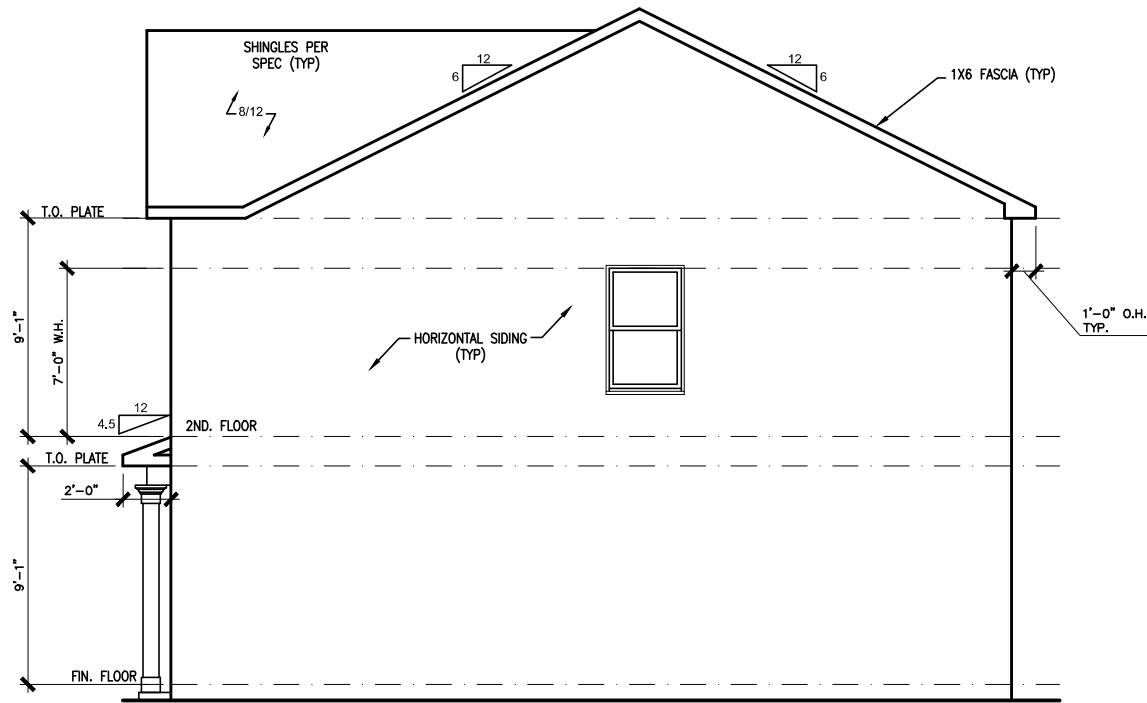 SHINGLES PER
SPEC (TYP)
8/12
12
6
12
6
1X6 FASCIA (TYP)
T.O. PLATE
9'-1"
7'-0" W.H.
HORIZONTAL SIDING
(TYP)
1'-0" O.H.
TYP.
12
4.5
2ND. FLOOR
T.O. PLATE
2'-0"
9'-1"
FIN. FLOOR